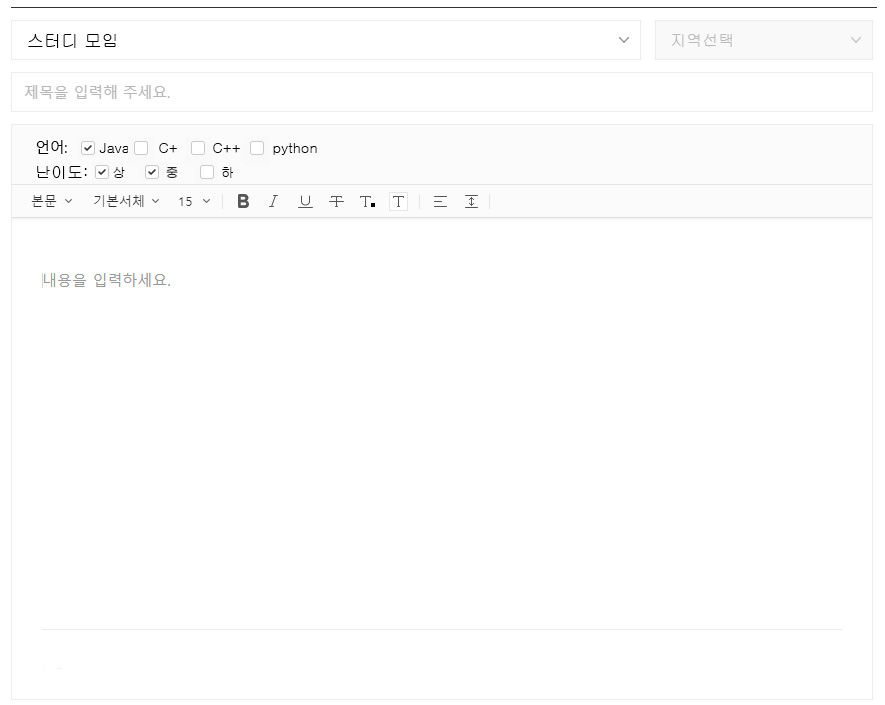 스터디 모임 지역선택
제목을 입력해 주세요.
언어: Java C+ C++ python
난이도: 상 중 하
본문 기본서체 15 B I U T T T
내용을 입력하세요.